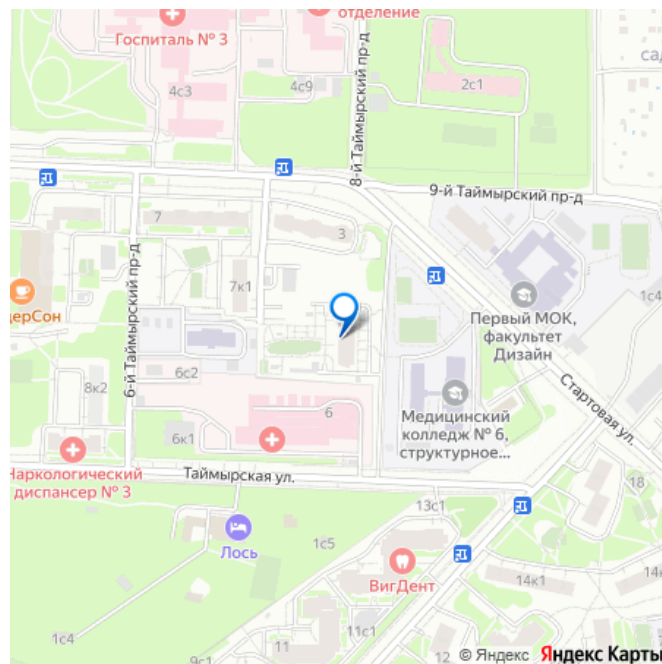 отделение
Госпиталь № 3
4с3
4с9
2с1
сад
8-й Таймырский пр-д
9-й Таймырский пр-д
7
3
7к1
1с4
6-й Таймырский пр-д
дерСон
Первый МОК,
факультет
Дизайн
6с2
8к2
6
6к1
Медицинский
колледж № 6,
структурное...
Стартовая ул.
Наркологический
диспансер № 3
Таймырская ул.
13с1
18
Лось
1с5
ВигДент
14к1
1с4
11с1
9с1
12
14
© Яндекс Яндекс Карты